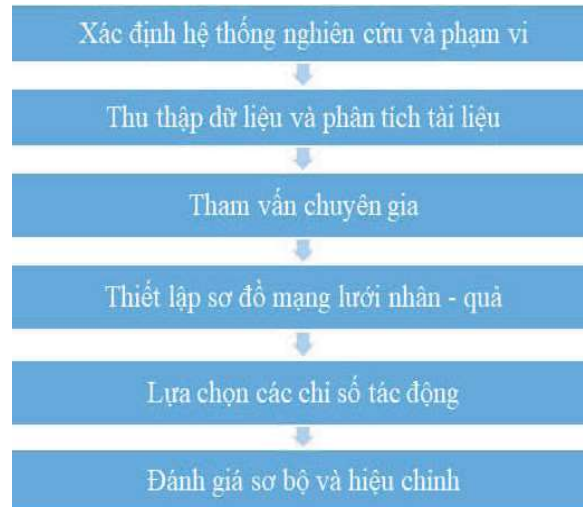 Xác định hệ thống nghiên cứu và phạm vi
Thu thập dữ liệu và phân tích tài liệu
Tham vấn chuyên gia
Thiết lập sơ đồ mạng lưới nhân - quả
Lựa chọn các chỉ số tác động
Đánh giá sơ bộ và hiệu chỉnh